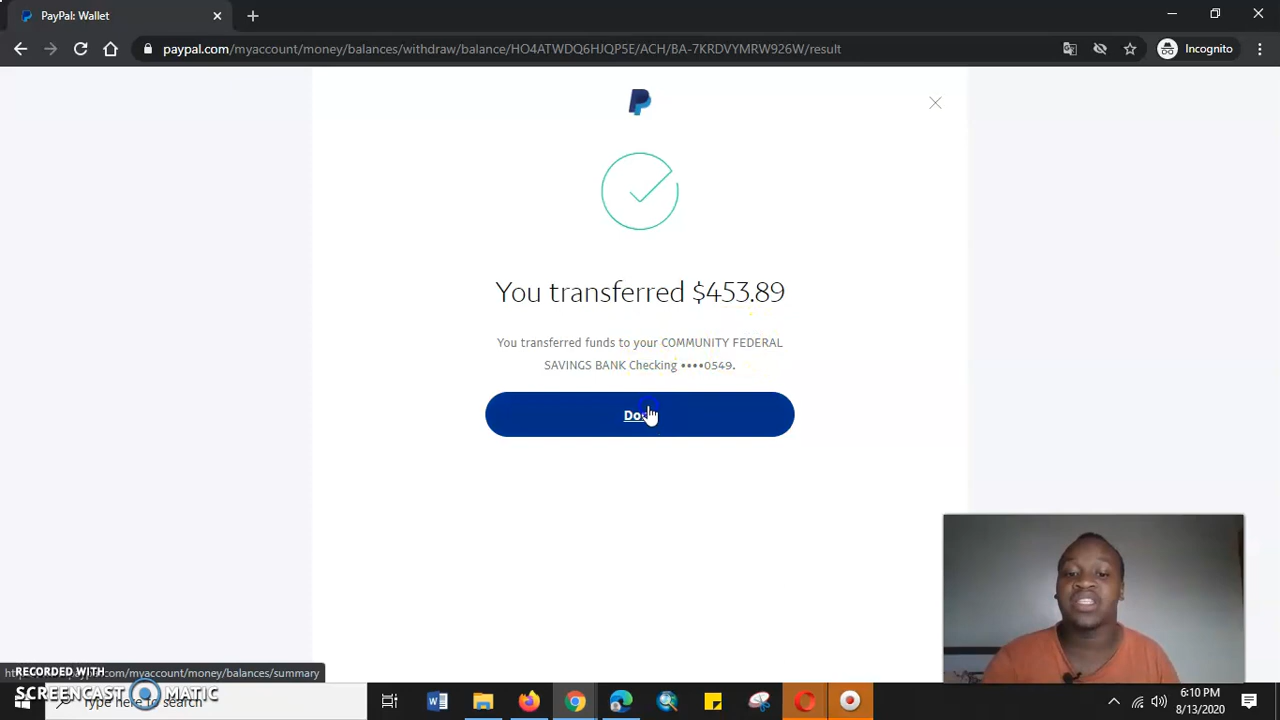 PayPal: Wallet
paypal.com/myaccount/money/balances/withdraw/balance/HO4ATWDQ6HJQP5E/ACH/BA-7KRDVYMRW926W/result
Incognito
You transferred $453.89
You transferred funds to your COMMUNITY FEDERAL
SAVINGS BANK Checking ••••0549.
/myaccount/money/balances/summary
RECORDED WITH
SCREENCAST MATIC
Type here to search
6:10 PM
8/13/2020